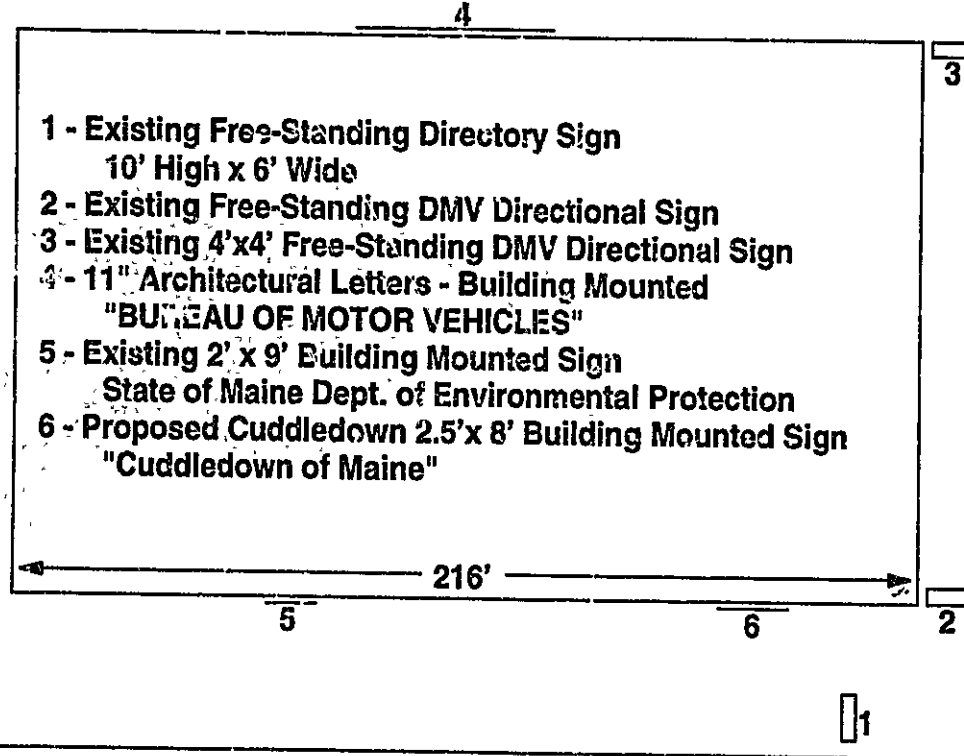 4
3
1 - Existing Free-Standing Directory Sign
10' High x 6' Wide
2 - Existing Free-Standing DMV Directional Sign
3 - Existing 4'x4' Free-Standing DMV Directional Sign
4 - 11" Architectural Letters - Building Mounted
"BUREAU OF MOTOR VEHICLES"
5 - Existing 2' x 9' Building Mounted Sign
State of Maine Dept. of Environmental Protection
6 - Proposed Cuddledown 2.5'x 8' Building Mounted Sign
"Cuddledown of Maine"
216'
5
6
2
1